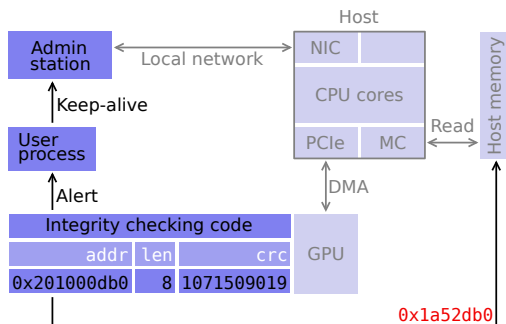 Host
Admin
station
Local network
NIC
CPU cores
Keep-alive
PCIe
MC
Read
Host memory
User
process
Alert
DMA
Integrity checking code
addr
len
crc
GPU
0x201000db0
8
1071509019
0x1a52db0